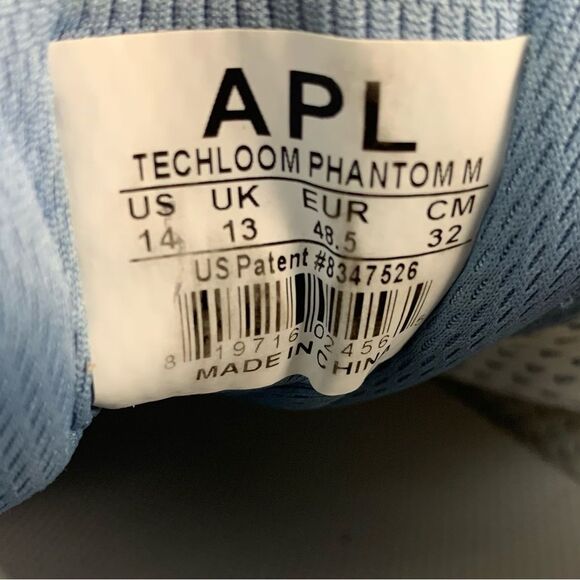 APL
TECHLOOM PHANTOM M
US UK EUR CM
14 13 48.5 32
US Patent #8347526
8 19716 02456 5
MADE IN CHINA